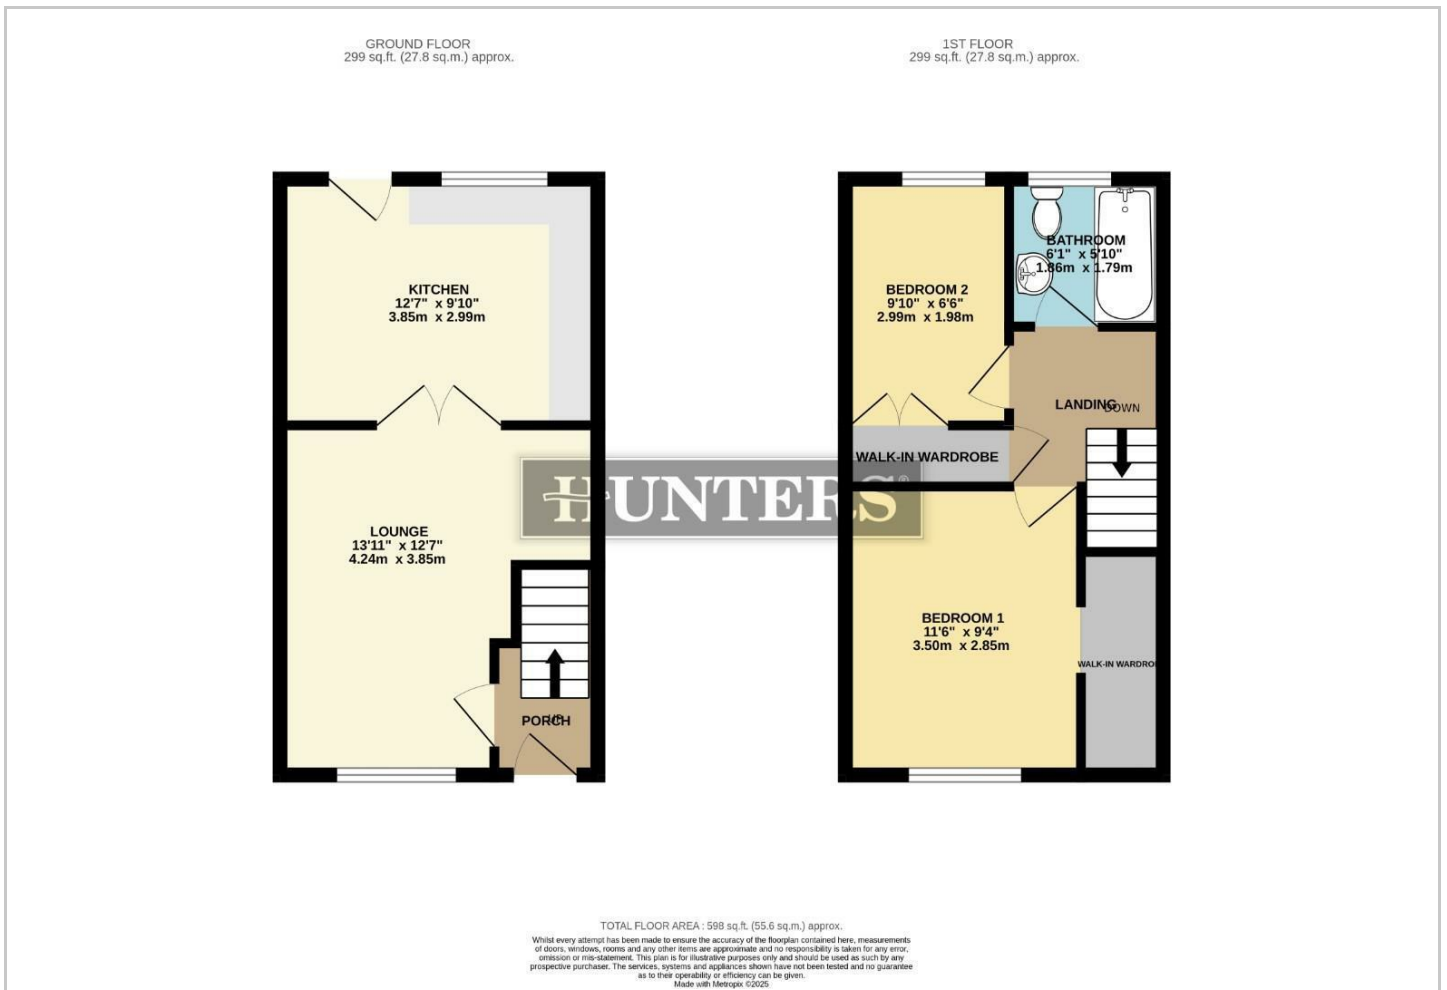 GROUND FLOOR
299 sq.ft. (27.8 sq.m.) approx.
1ST FLOOR
299 sq.ft. (27.8 sq.m.) approx.
KITCHEN
12'7" x 9'10"
3.85m x 2.99m
LOUNGE
13'11" x 12'7"
4.24m x 3.85m
UP
PORCH
BEDROOM 2
9'10" x 6'6"
2.99m x 1.98m
BATHROOM
6'1" x 5'10"
1.86m x 1.79m
LANDING
DOWN
WALK-IN WARDROBE
HUNTERS®
BEDROOM 1
11'6" x 9'4"
3.50m x 2.85m
WALK-IN WARDRO
TOTAL FLOOR AREA : 598 sq.ft. (55.6 sq.m.) approx.
Whilst every attempt has been made to ensure the accuracy of the floorplan contained here, measurements
of doors, windows, rooms and any other items are approximate and no responsibility is taken for any error,
omission or mis-statement. This plan is for illustrative purposes only and should be used as such by any
prospective purchaser. The services, systems and appliances shown have not been tested and no guarantee
as to their operability or efficiency can be given.
Made with Metropix ©2025